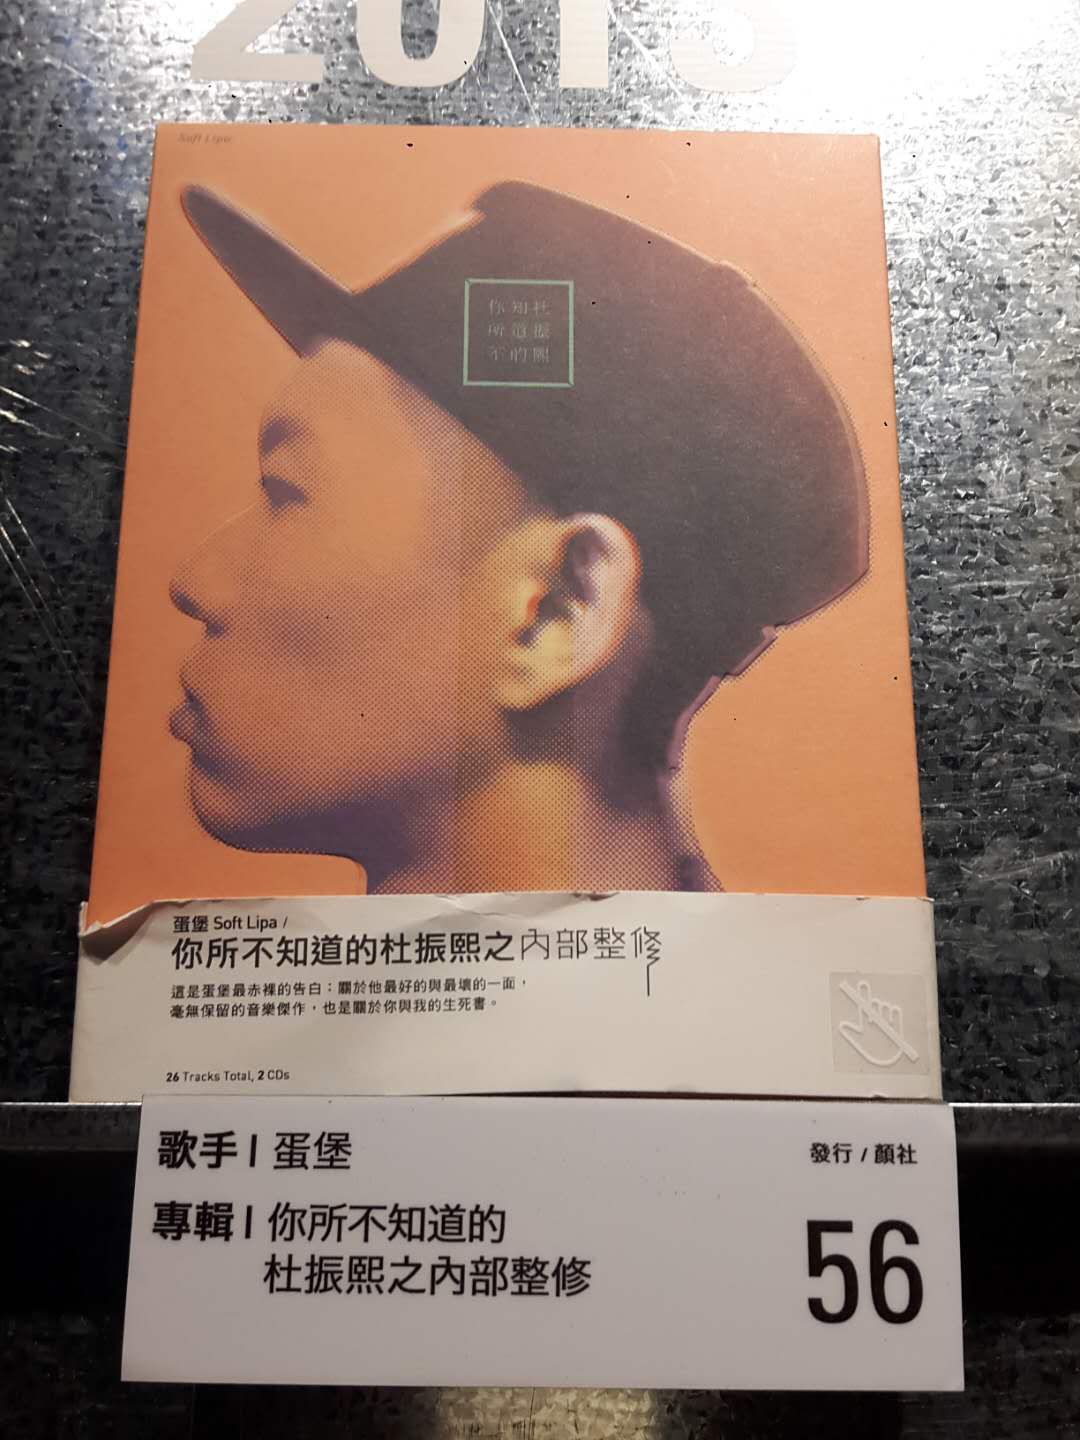 2013
Soft Lipa
你知杜
所道振
不的熙
蛋堡 Soft Lipa /
你所不知道的杜振熙之內部整修
這是蛋堡最赤裸的告白：關於他最好的與最壞的一面，
毫無保留的音樂傑作，也是關於你與我的生死書。
26 Tracks Total, 2 CDs
歌手 | 蛋堡
發行 / 顏社
專輯 | 你所不知道的
杜振熙之內部整修
56